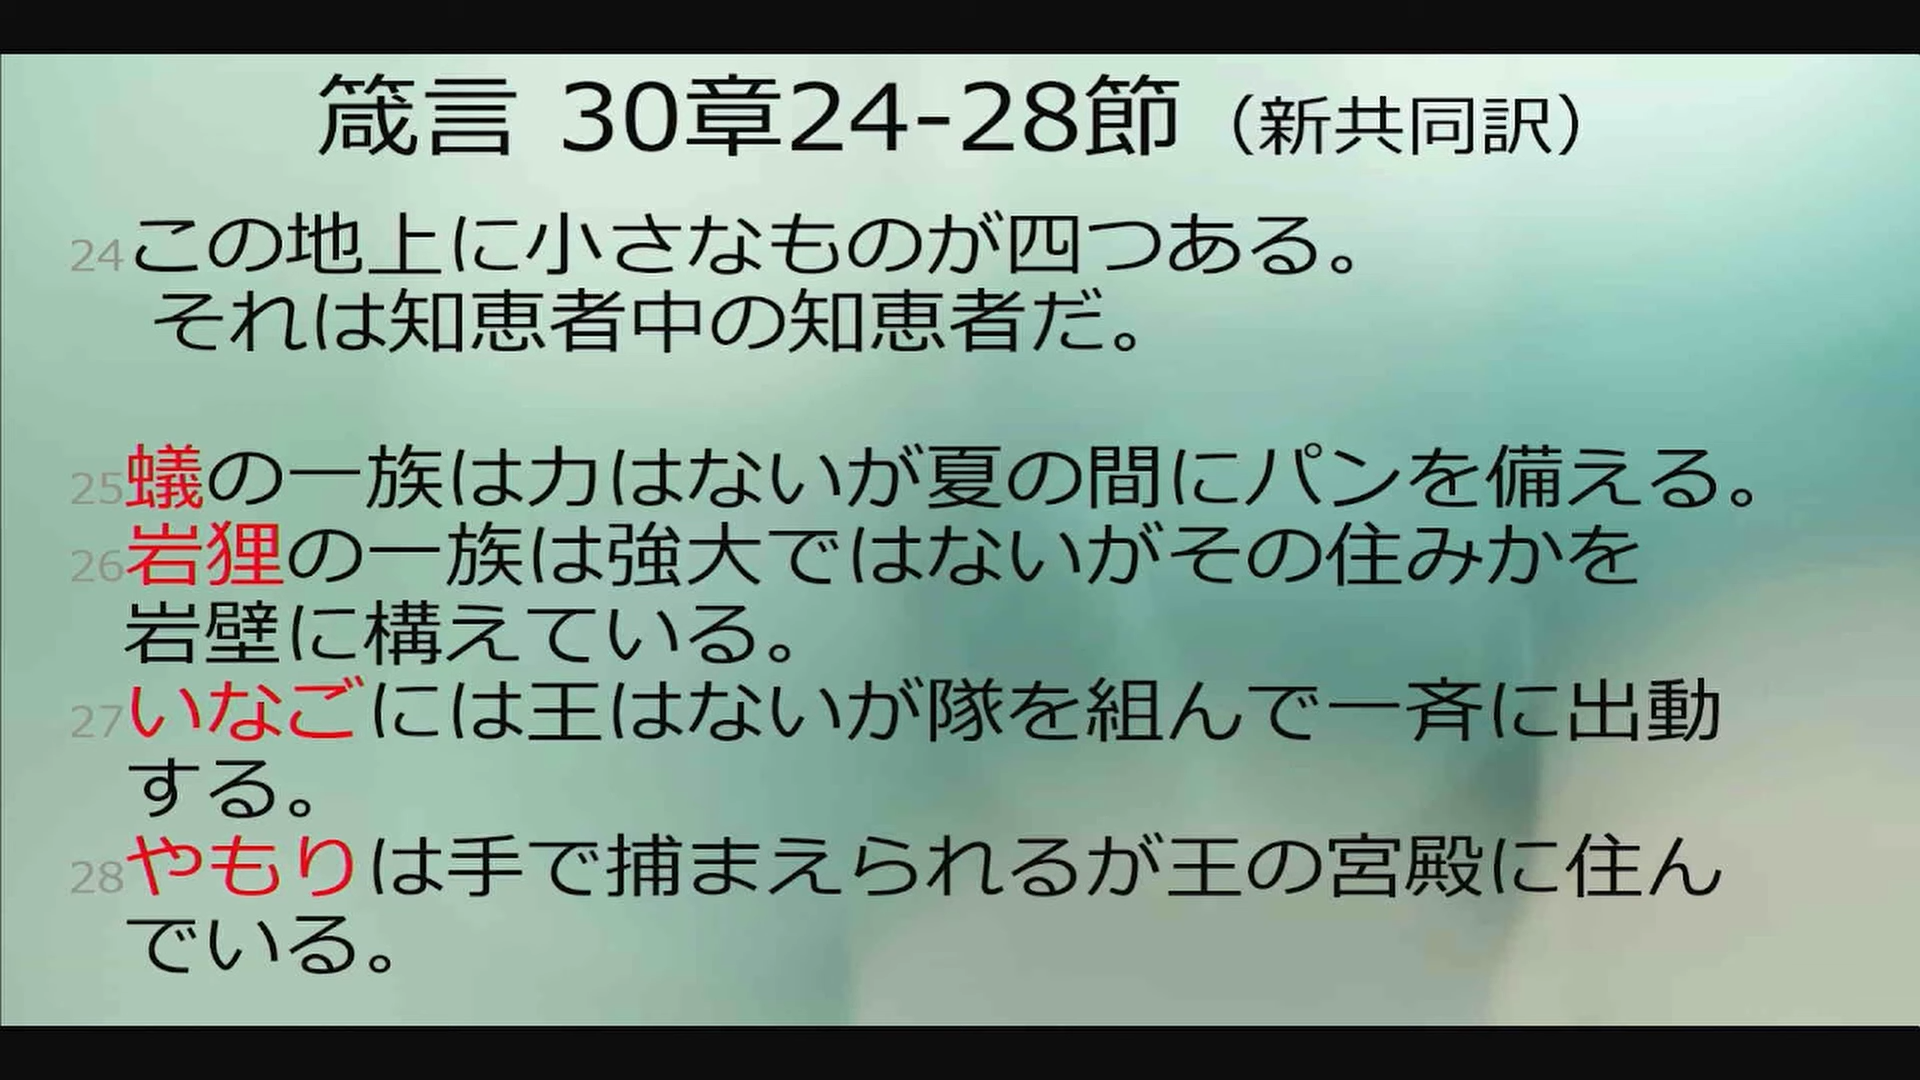 箴言 30章24-28節（新共同訳）
24この地上に小さなものが四つある。
それは知恵者中の知恵者だ。
25蟻の一族は力はないが夏の間にパンを備える。
26岩狸の一族は強大ではないがその住みかを
岩壁に構えている。
27いなごには王はないが隊を組んで一斉に出動
する。
28やもりは手で捕まえられるが王の宮殿に住ん
でいる。